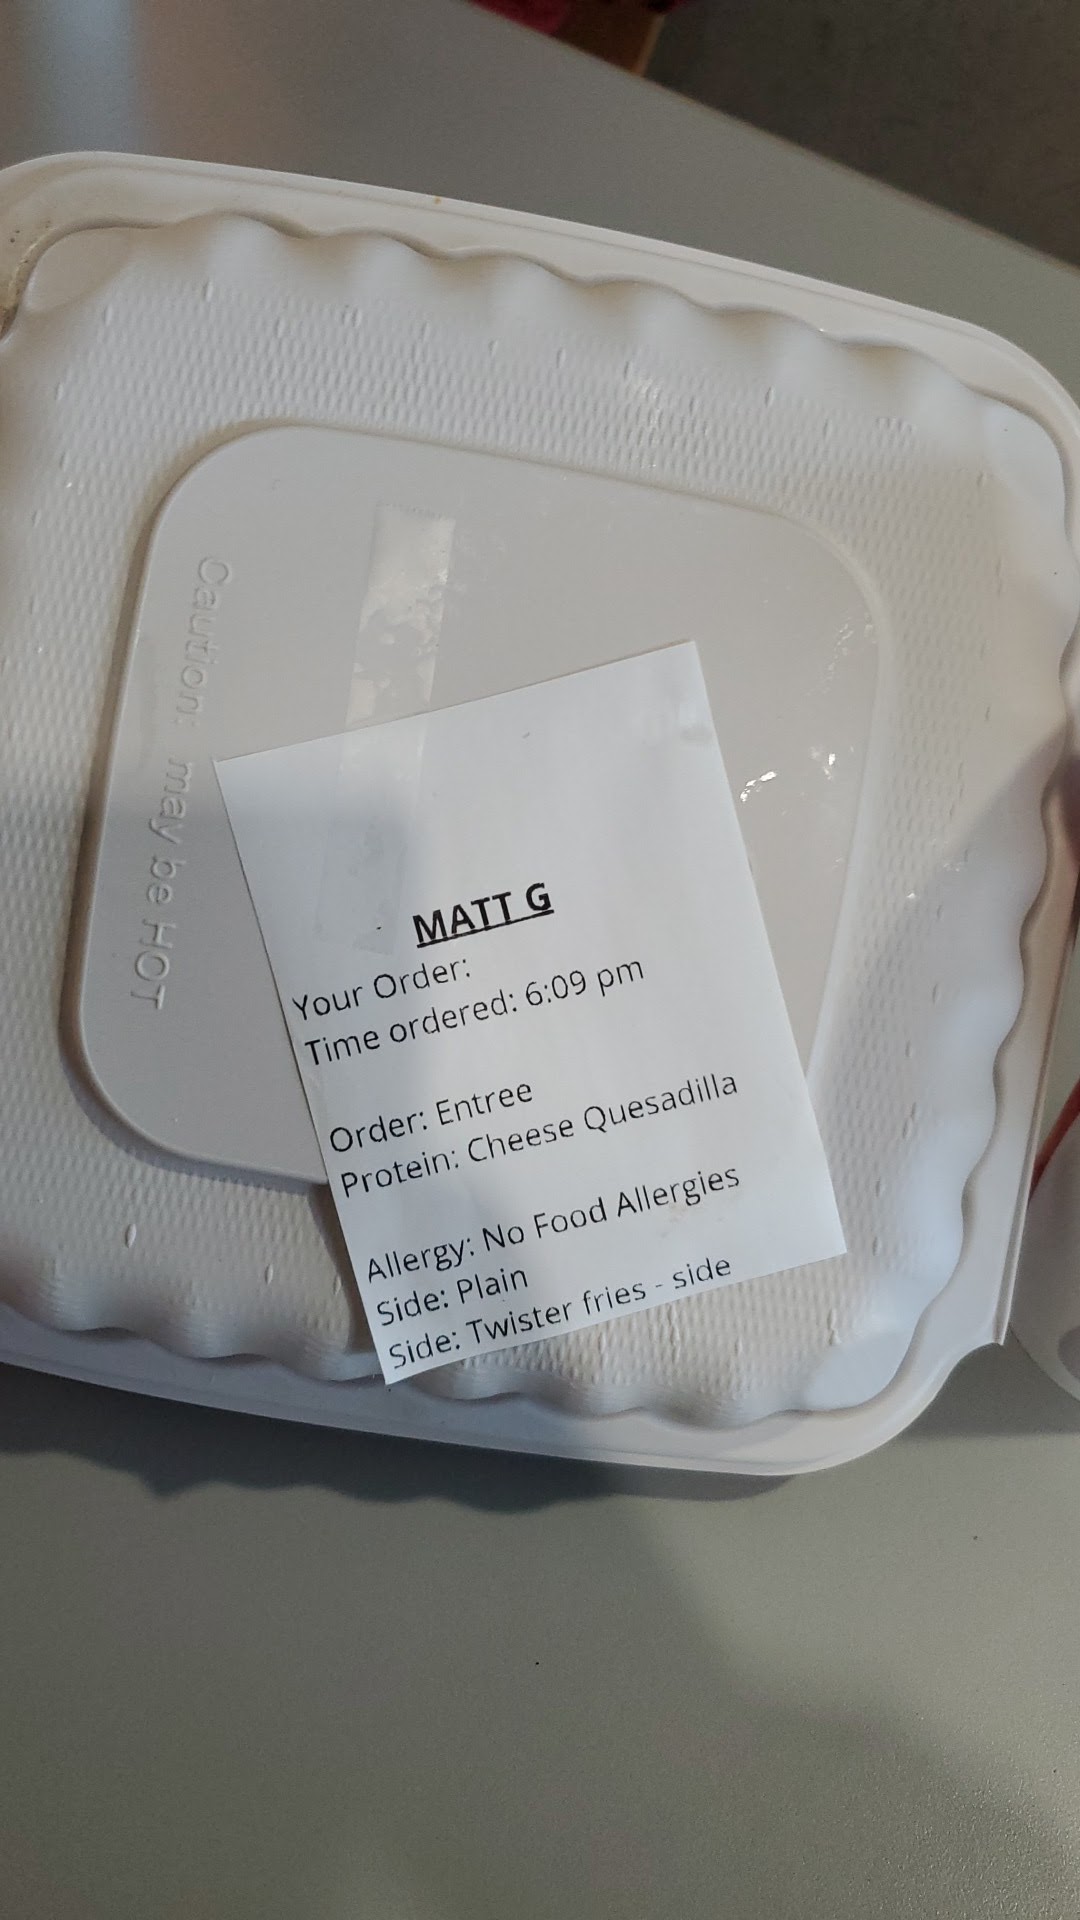 Caution: may be HOT
MATT G
Your Order:
Time ordered: 6:09 pm
Order: Entree
Protein: Cheese Quesadilla
Allergy: No Food Allergies
Side: Plain
Side: Twister fries - side